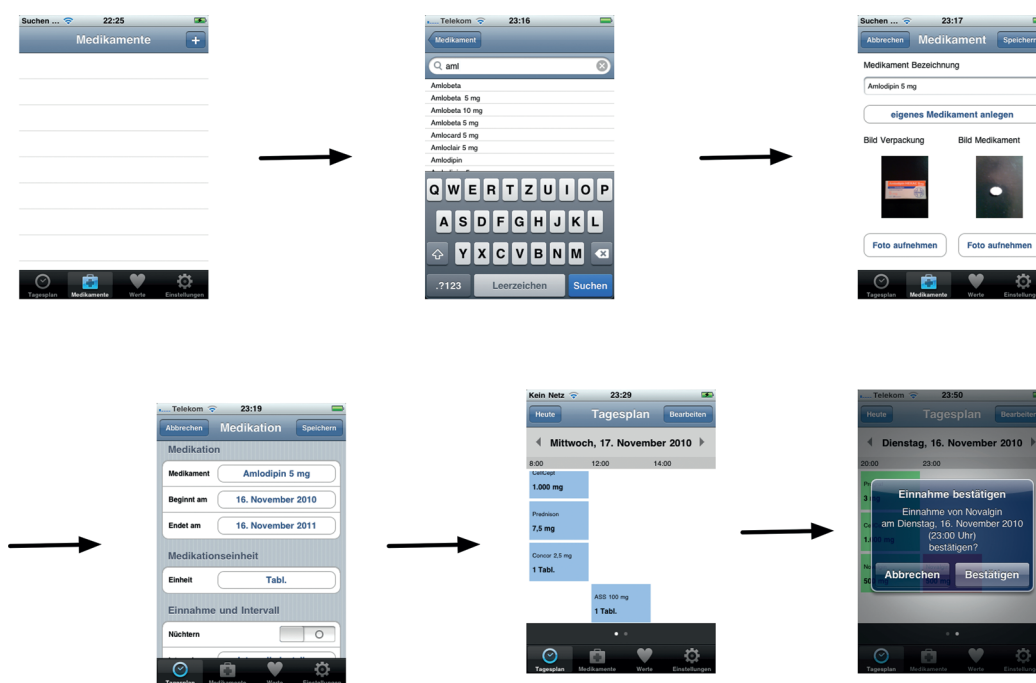 Suchen ... 22:25
Medikamente +
Tagesplan Medikamente Werte Einstellungen
Telekom 23:16
Medikament
aml
Amlobeta
Amlobeta 5 mg
Amlobeta 10 mg
Amlobeta 5 mg
Amlocard 5 mg
Amloclair 5 mg
Amlodipin
Q W E R T Z U I O P
A S D F G H J K L
Y X C V B N M
.?123 Leerzeichen Suchen
Suchen ... 23:17
Abbrechen Medikament Speichern
Medikament Bezeichnung
Amlodipin 5 mg
eigenes Medikament anlegen
Bild Verpackung Bild Medikament
Foto aufnehmen Foto aufnehmen
Tagesplan Medikamente Werte Einstellungen
Telekom 23:19
Abbrechen Medikation Speichern
Medikation
Medikament Amlodipin 5 mg
Beginnt am 16. November 2010
Endet am 16. November 2011
Medikationseinheit
Einheit Tabl.
Einnahme und Intervall
Nüchtern
Tagesplan Medikamente Werte Einstellungen
Kein Netz 23:29
Heute Tagesplan Bearbeiten
Mittwoch, 17. November 2010
8:00 12:00 14:00
CellCept
1.000 mg
Prednison
7,5 mg
Concor 2,5 mg
1 Tabl.
ASS 100 mg
1 Tabl.
Tagesplan Medikamente Werte Einstellungen
Telekom 23:50
Heute Tagesplan Bearbeiten
Dienstag, 16. November 2010
20:00 23:00
Einnahme bestätigen
Einnahme von Novalgin
am Dienstag, 16. November 2010
(23:00 Uhr)
bestätigen?
Abbrechen Bestätigen
Tagesplan Medikamente Werte Einstellungen